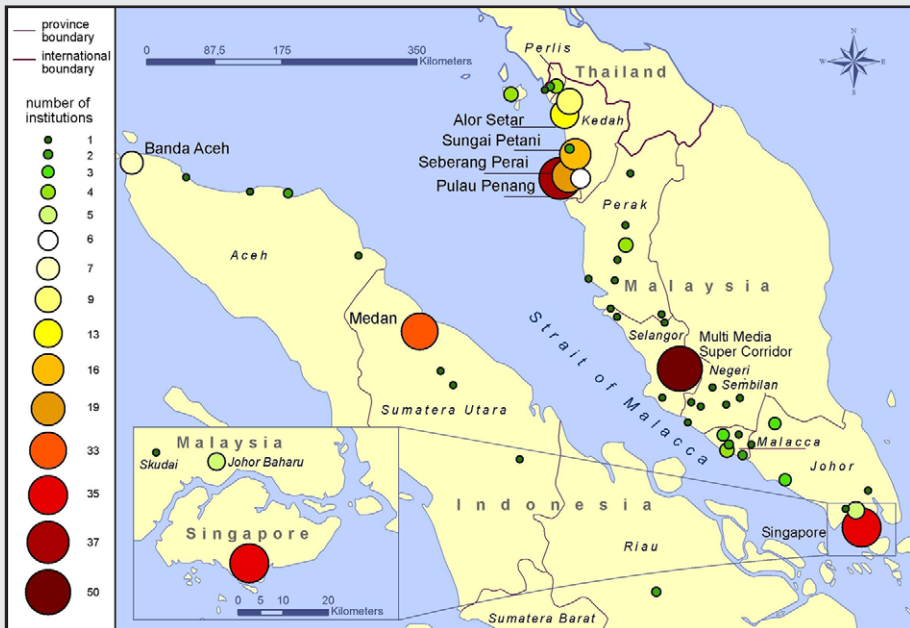 province
boundary
international
boundary
number of
institutions
1
2
3
4
5
6
7
9
13
16
19
33
35
37
50
0 87,5 175 350
Kilometers
N
W E
S
Perlis
Thailand
Alor Setar
Kedah
Sungai Petani
Seberang Perai
Pulau Penang
Banda Aceh
Perak
Aceh
Malaysia
Medan
Strait of Malacca
Selangor
Multi Media
Super Corridor
Negeri
Sembilan
Sumatera Utara
Malacca
Johor
Malaysia
Skudai
Johor Baharu
Singapore
0 5 10 20
Kilometers
Indonesia
Singapore
Riau
Sumatera Barat